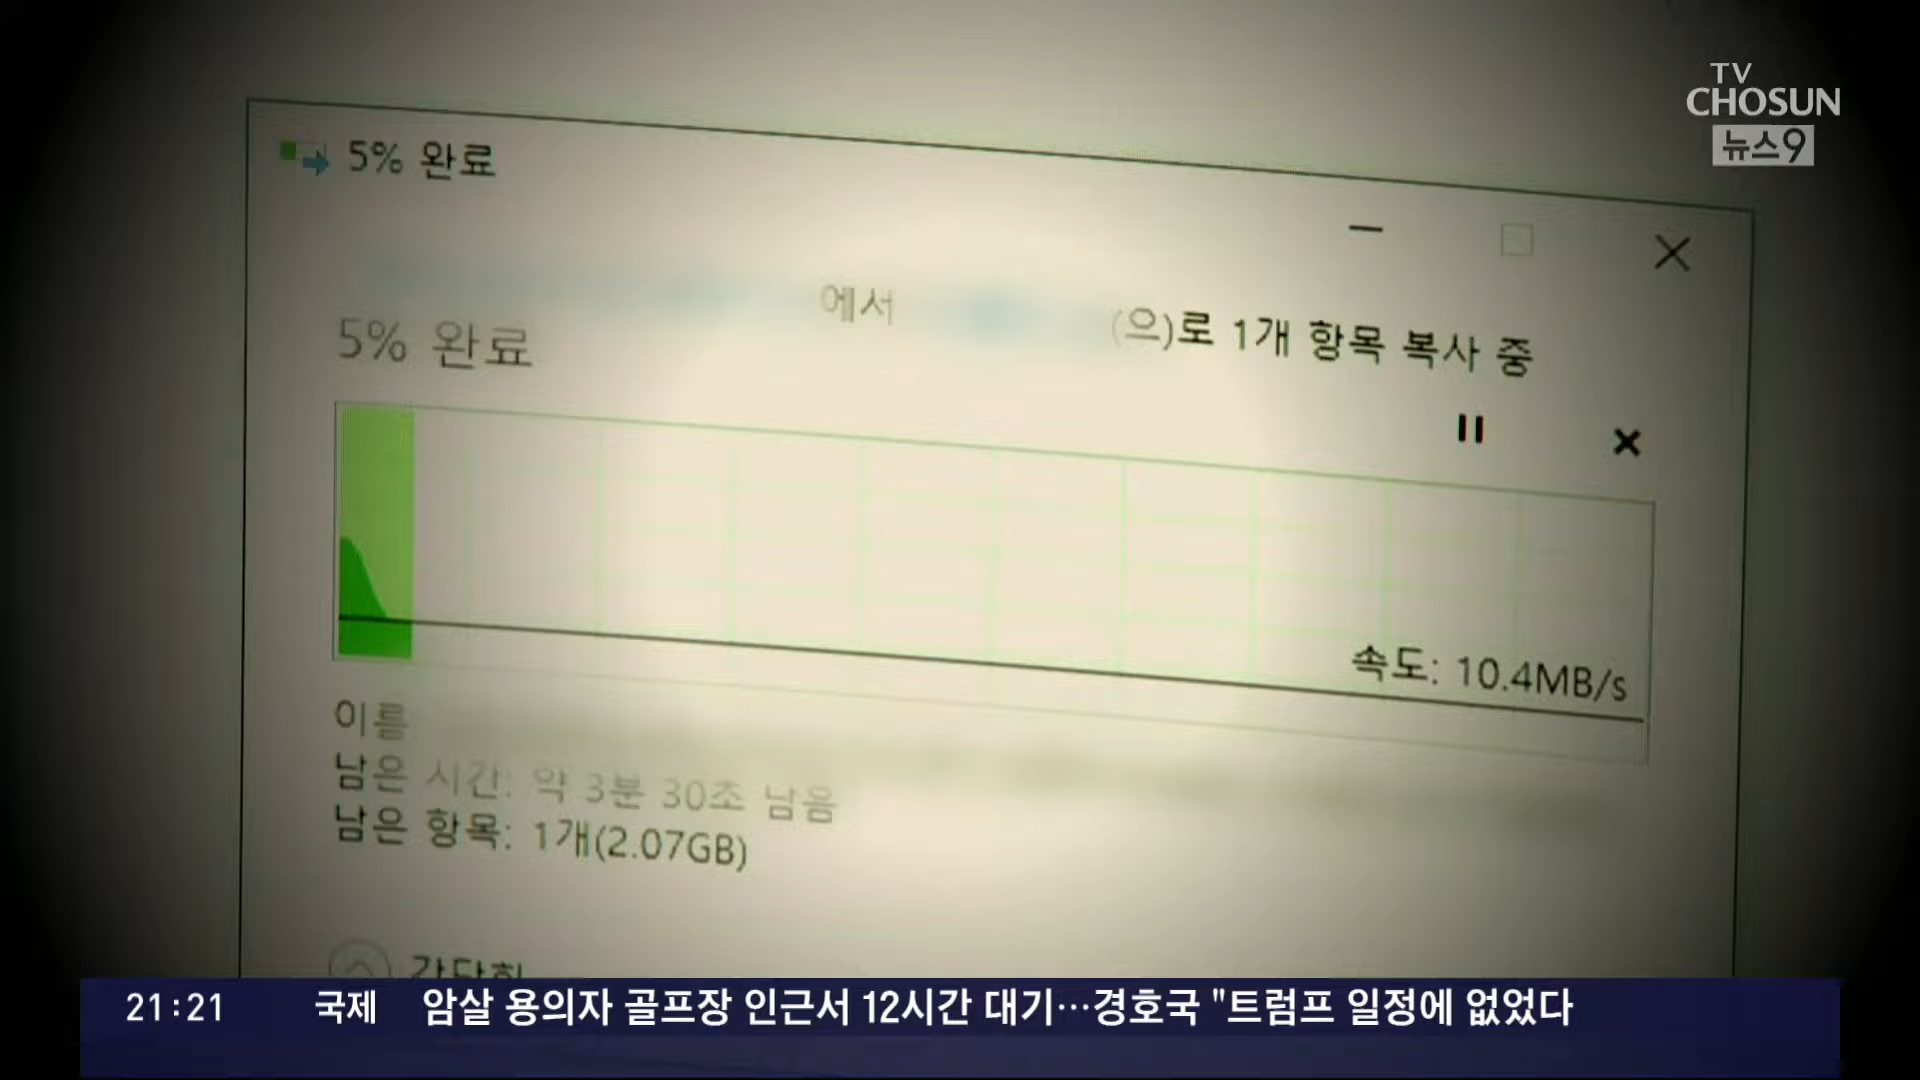 TV
CHOSUN
뉴스9
5% 완료
에서 (으)로 1개 항목 복사 중
5% 완료
속도: 10.4MB/s
이름
남은 시간: 약 3분 30초 남음
남은 항목: 1개(2.07GB)
간단히
21:21 국제 암살 용의자 골프장 인근서 12시간 대기…경호국 "트럼프 일정에 없었다